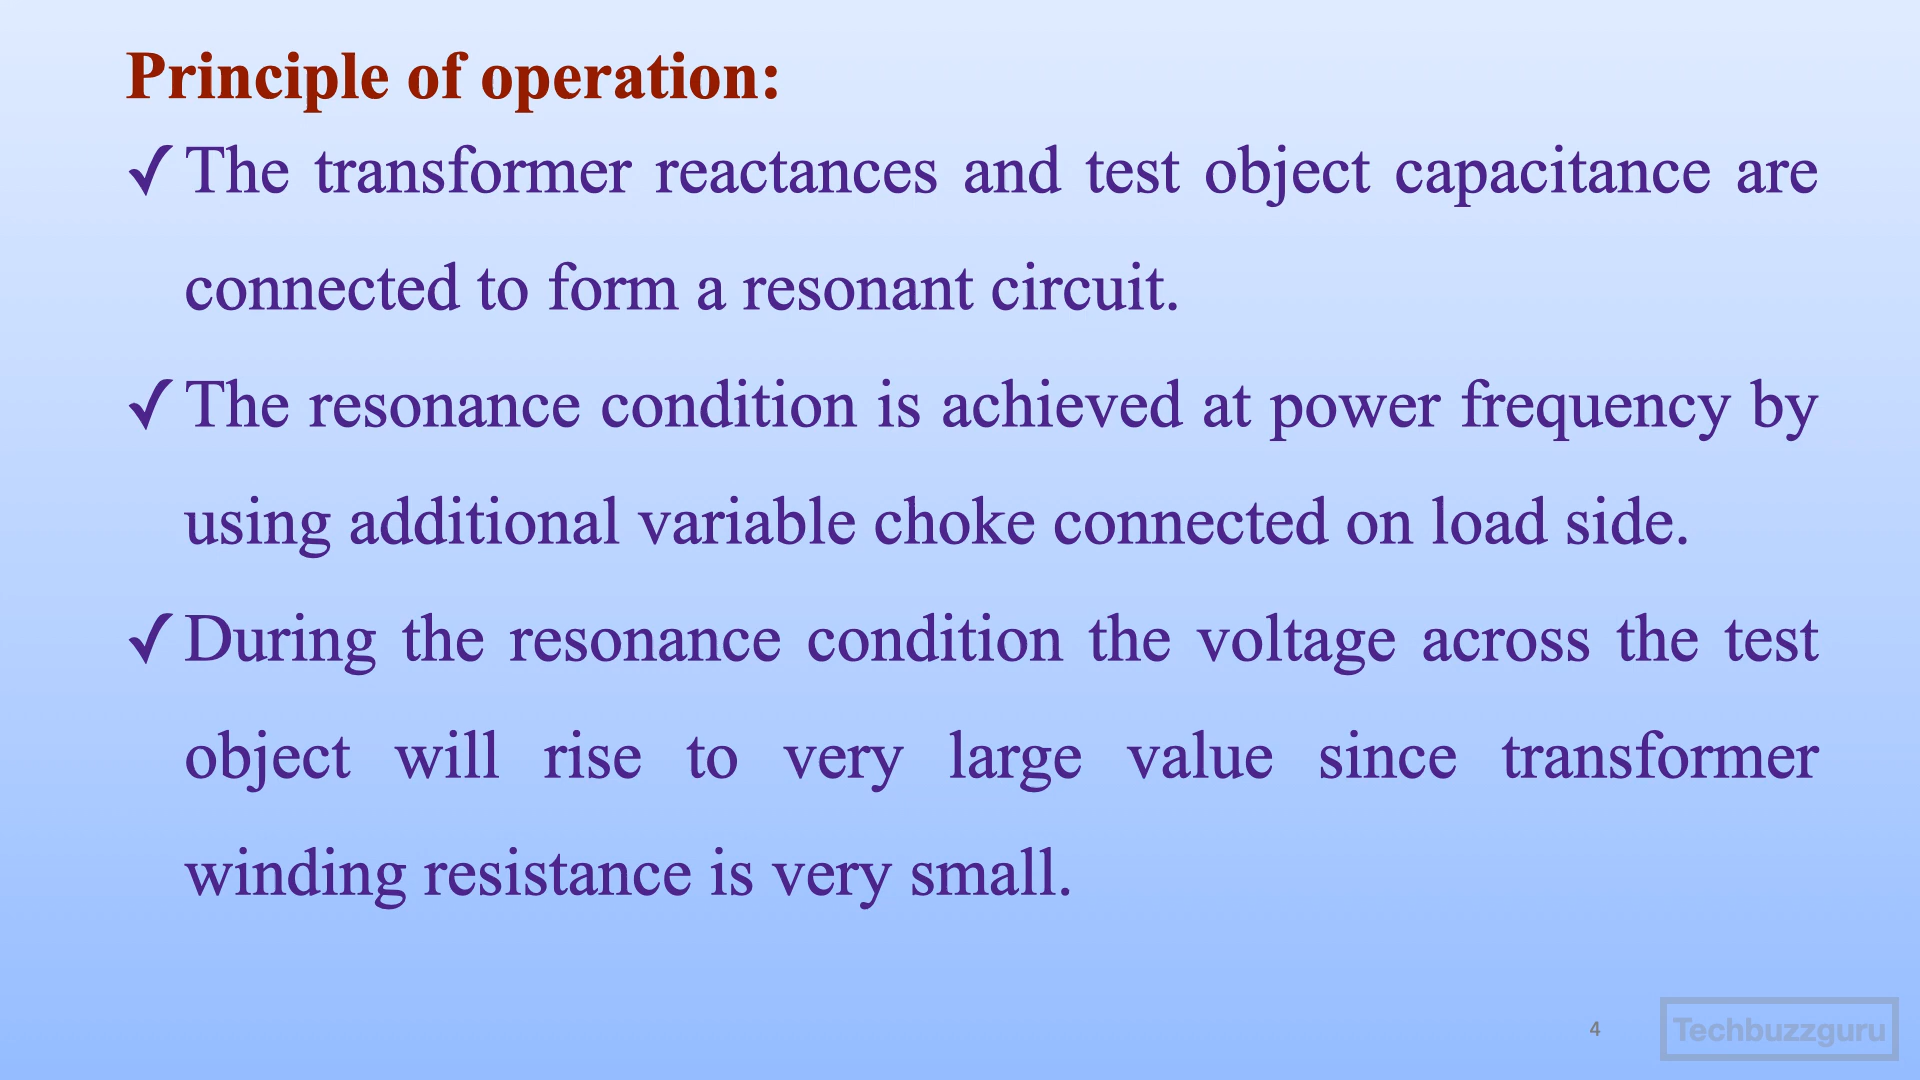 Principle of operation:
✓ The transformer reactances and test object capacitance are
connected to form a resonant circuit.
✓ The resonance condition is achieved at power frequency by
using additional variable choke connected on load side.
✓ During the resonance condition the voltage across the test
object will rise to very large value since transformer
winding resistance is very small.
4
Techbuzzguru